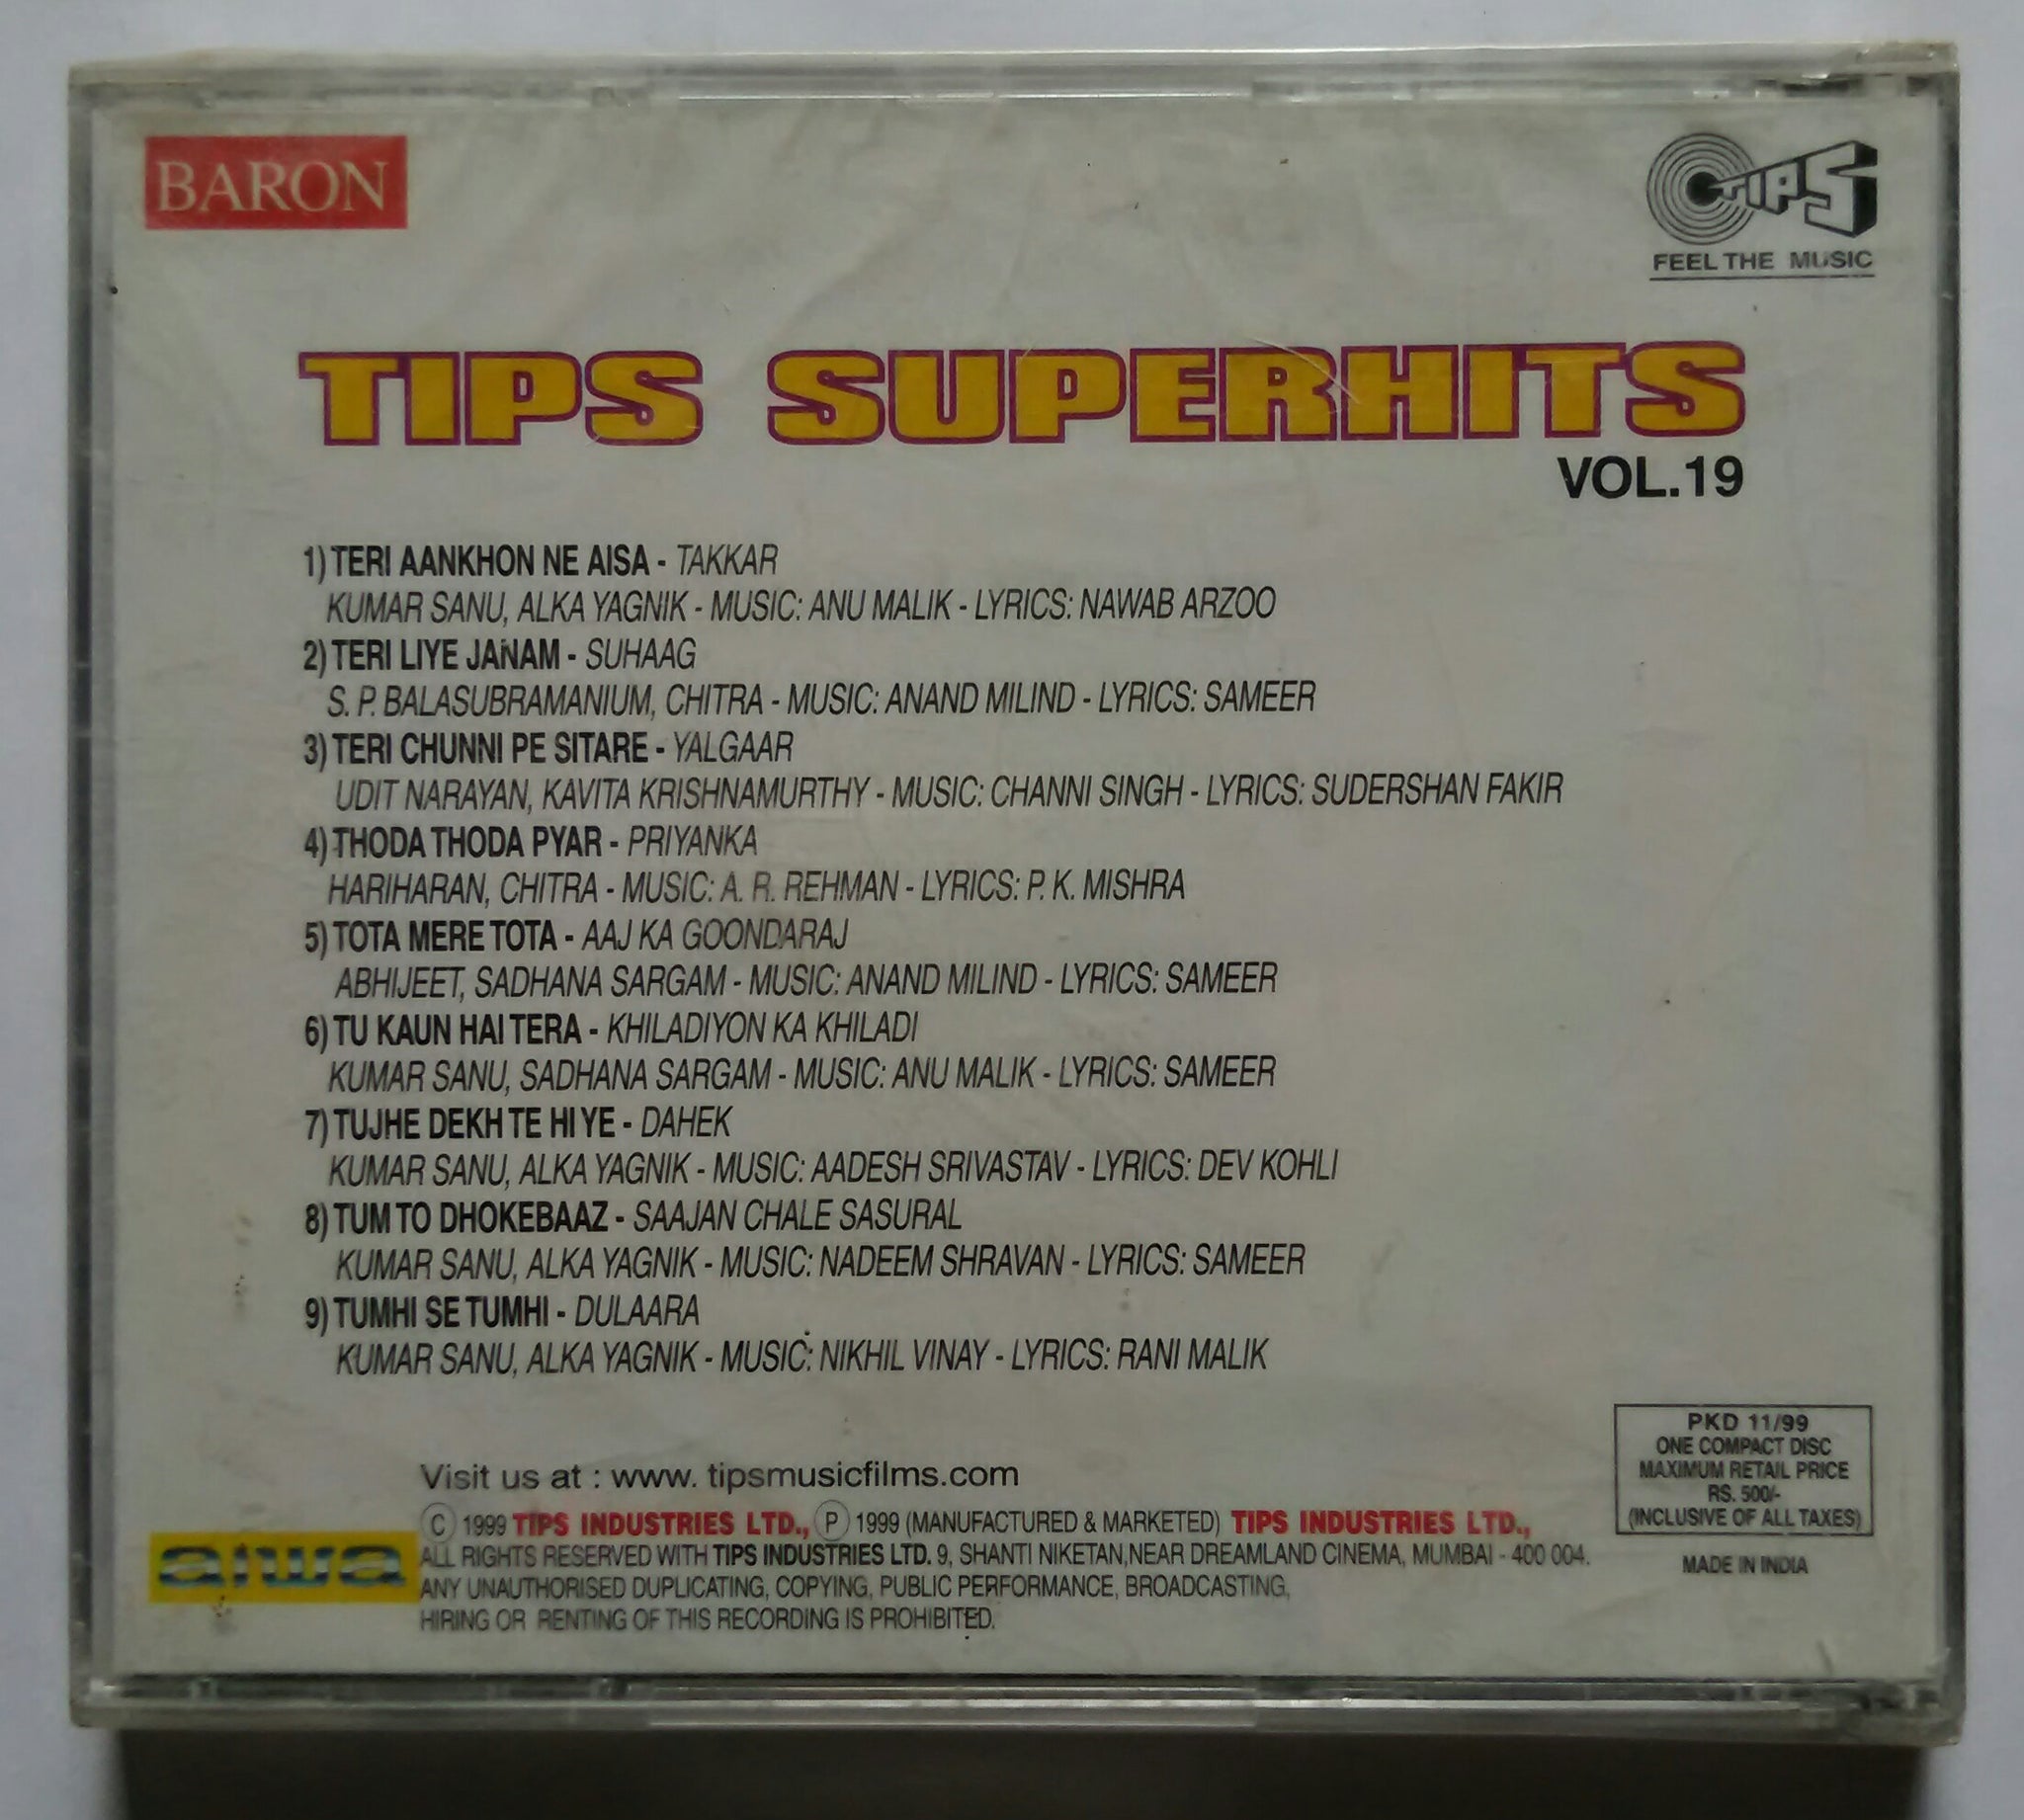 BARON
TIPS
FEEL THE MUSIC
TIPS SUPERHITS
VOL.19
1) TERI AANKHON NE AISA - TAKKAR
KUMAR SANU, ALKA YAGNIK - MUSIC: ANU MALIK - LYRICS: NAWAB ARZOO
2) TERI LIYE JANAM - SUHAAG
S. P. BALASUBRAMANIUM, CHITRA - MUSIC: ANAND MILIND - LYRICS: SAMEER
3) TERI CHUNNI PE SITARE - YALGAAR
UDIT NARAYAN, KAVITA KRISHNAMURTHY - MUSIC: CHANNI SINGH - LYRICS: SUDERSHAN FAKIR
4) THODA THODA PYAR - PRIYANKA
HARIHARAN, CHITRA - MUSIC: A. R. REHMAN - LYRICS: P. K. MISHRA
5) TOTA MERE TOTA - AAJ KA GOONDARAJ
ABHIJEET, SADHANA SARGAM - MUSIC: ANAND MILIND - LYRICS: SAMEER
6) TU KAUN HAI TERA - KHILADIYON KA KHILADI
KUMAR SANU, SADHANA SARGAM - MUSIC: ANU MALIK - LYRICS: SAMEER
7) TUJHE DEKH TE HI YE - DAHEK
KUMAR SANU, ALKA YAGNIK - MUSIC: AADESH SRIVASTAV - LYRICS: DEV KOHLI
8) TUM TO DHOKEBAAZ - SAAJAN CHALE SASURAL
KUMAR SANU, ALKA YAGNIK - MUSIC: NADEEM SHRAVAN - LYRICS: SAMEER
9) TUMHI SE TUMHI - DULAARA
KUMAR SANU, ALKA YAGNIK - MUSIC: NIKHIL VINAY - LYRICS: RANI MALIK
Visit us at : www. tipsmusicfilms.com
© 1999 TIPS INDUSTRIES LTD., ℗ 1999 (MANUFACTURED & MARKETED) TIPS INDUSTRIES LTD.,
ALL RIGHTS RESERVED WITH TIPS INDUSTRIES LTD. 9, SHANTI NIKETAN,NEAR DREAMLAND CINEMA, MUMBAI - 400 004.
ANY UNAUTHORISED DUPLICATING, COPYING, PUBLIC PERFORMANCE, BROADCASTING,
HIRING OR RENTING OF THIS RECORDING IS PROHIBITED.
aiwa
PKD 11/99
ONE COMPACT DISC
MAXIMUM RETAIL PRICE
RS. 500/-
(INCLUSIVE OF ALL TAXES)
MADE IN INDIA